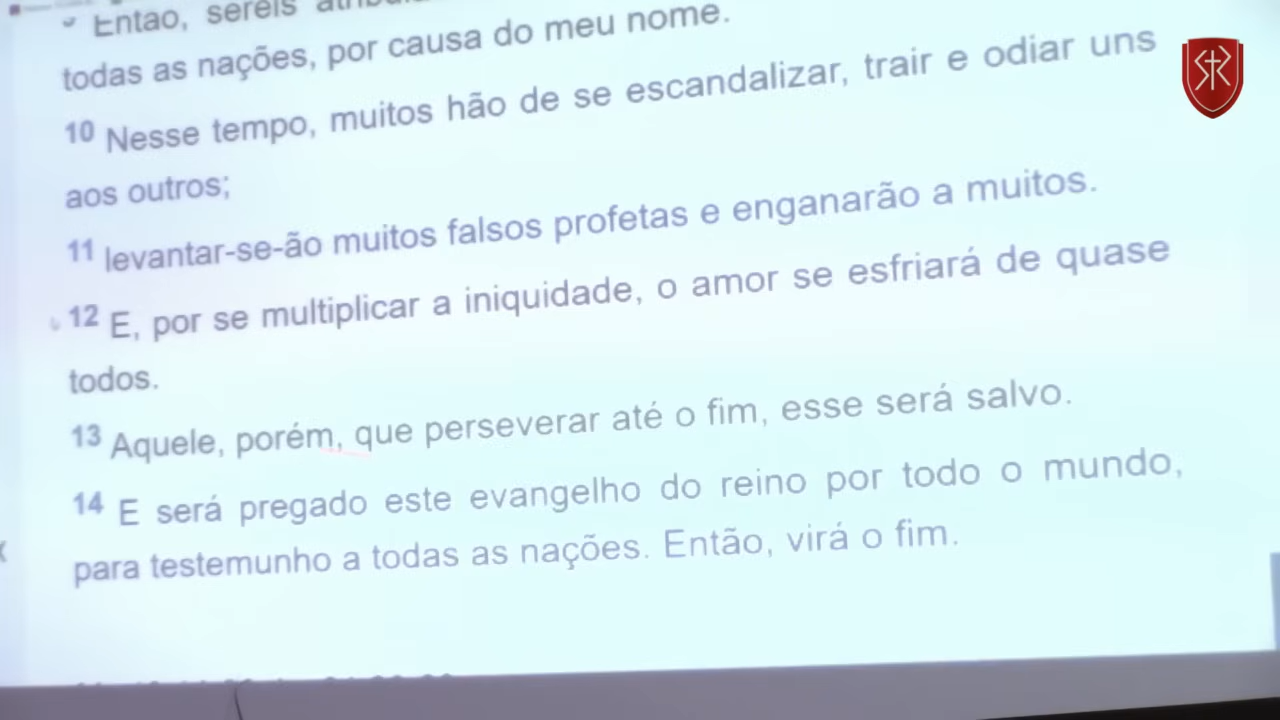 Então, sereis
todas as nações, por causa do meu nome.
10 Nesse tempo, muitos hão de se escandalizar, trair e odiar uns
aos outros;
11 levantar-se-ão muitos falsos profetas e enganarão a muitos.
12 E, por se multiplicar a iniquidade, o amor se esfriará de quase
todos.
13 Aquele, porém, que perseverar até o fim, esse será salvo.
14 E será pregado este evangelho do reino por todo o mundo,
para testemunho a todas as nações. Então, virá o fim.